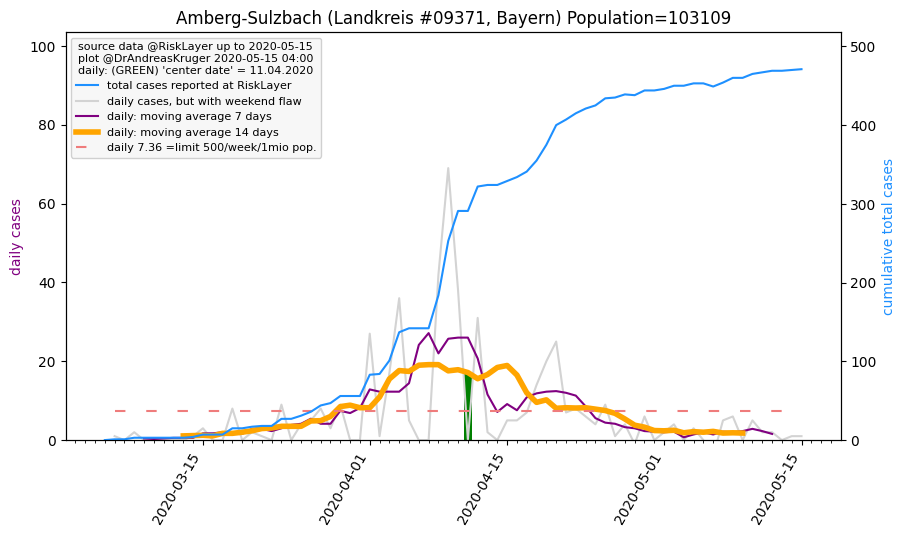 Amberg-Sulzbach (Landkreis #09371, Bayern) Population=103109
source data @RiskLayer up to 2020-05-15
plot @DrAndreasKruger 2020-05-15 04:00
daily: (GREEN) 'center date' = 11.04.2020
total cases reported at RiskLayer
daily cases, but with weekend flaw
daily: moving average 7 days
daily: moving average 14 days
daily 7.36 =limit 500/week/1mio pop.
daily cases
100
80
60
40
20
0
cumulative total cases
500
400
300
200
100
0
2020-03-15
2020-04-01
2020-04-15
2020-05-01
2020-05-15